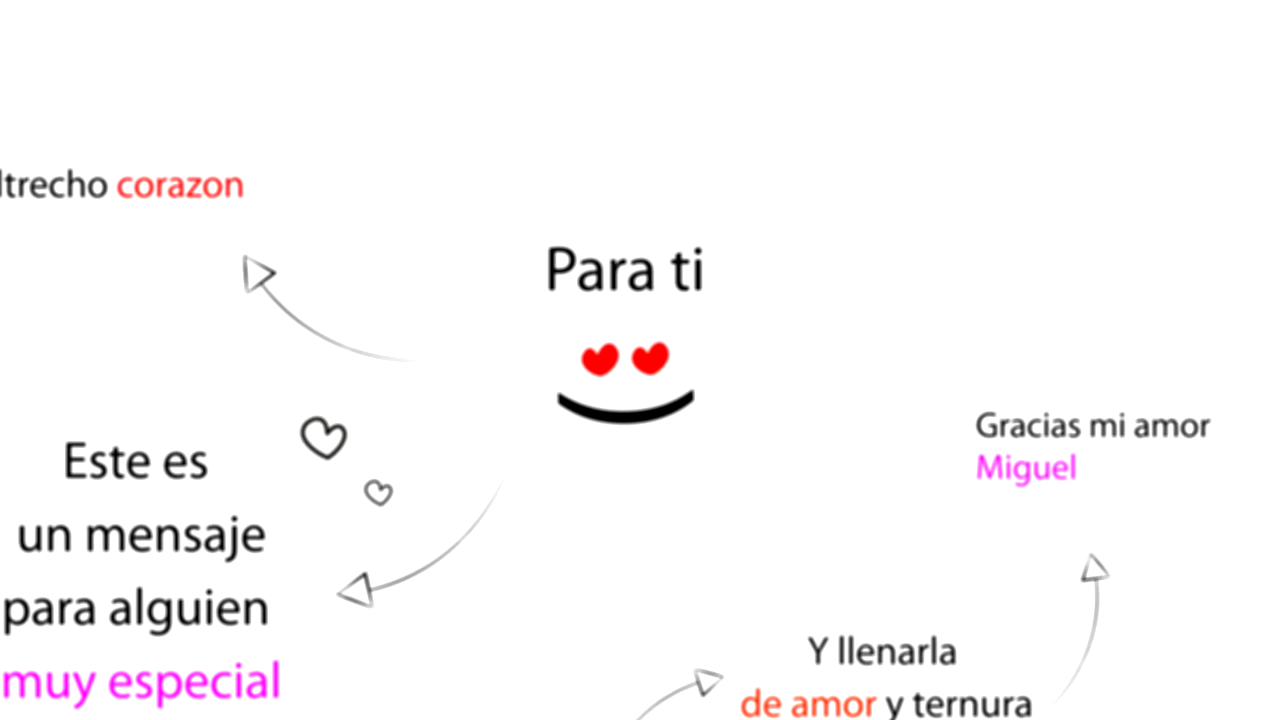 corazon
Para ti
Este es
un mensaje
para alguien
muy especial
Gracias mi amor
Miguel
Y llenarla
de amor y ternura